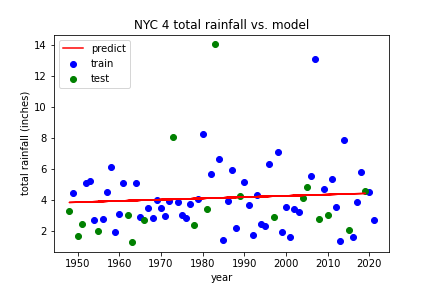 NYC 4 total rainfall vs. model
predict
train
test
total rainfall (inches)
14
12
10
8
6
4
2
1950 1960 1970 1980 1990 2000 2010 2020
year